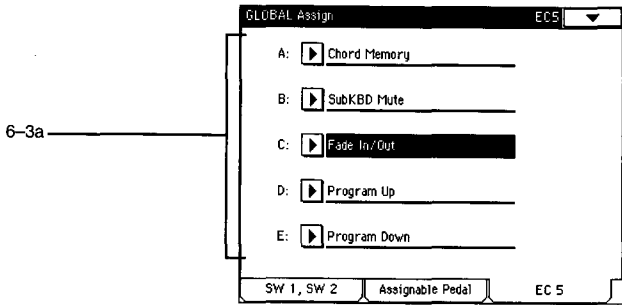 GLOBAL Assign EC5
A: Chord Memory
B: SubKBD Mute
6–3a
C: Fade In/Out
D: Program Up
E: Program Down
SW 1, SW 2 Assignable Pedal EC 5